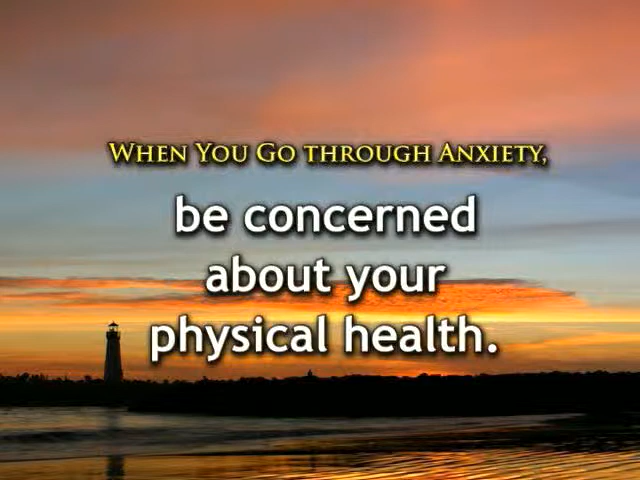 When You Go through Anxiety,
be concerned
about your
physical health.